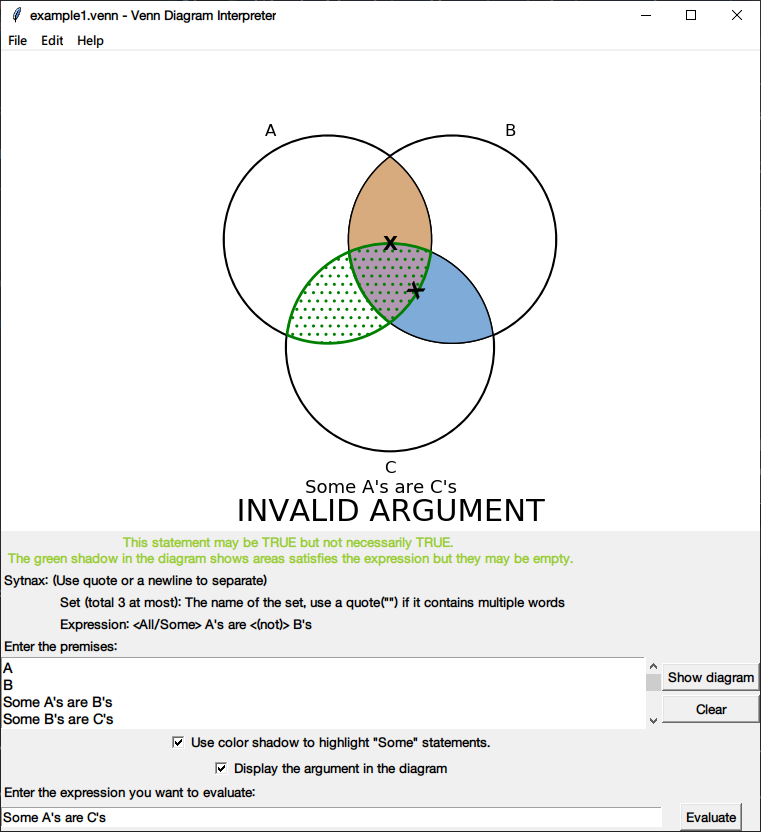 example1.venn - Venn Diagram Interpreter
File Edit Help
A
B
X
X
C
Some A's are C's
INVALID ARGUMENT
This statement may be TRUE but not necessarily TRUE.
The green shadow in the diagram shows areas satisfies the expression but they may be empty.
Sytnax: (Use quote or a newline to separate)
Set (total 3 at most): The name of the set, use a quote("") if it contains multiple words
Expression: <All/Some> A's are <(not)> B's
Enter the premises:
A
B
Some A's are B's
Some B's are C's
Show diagram
Clear
Use color shadow to highlight "Some" statements.
Display the argument in the diagram
Enter the expression you want to evaluate:
Some A's are C's
Evaluate